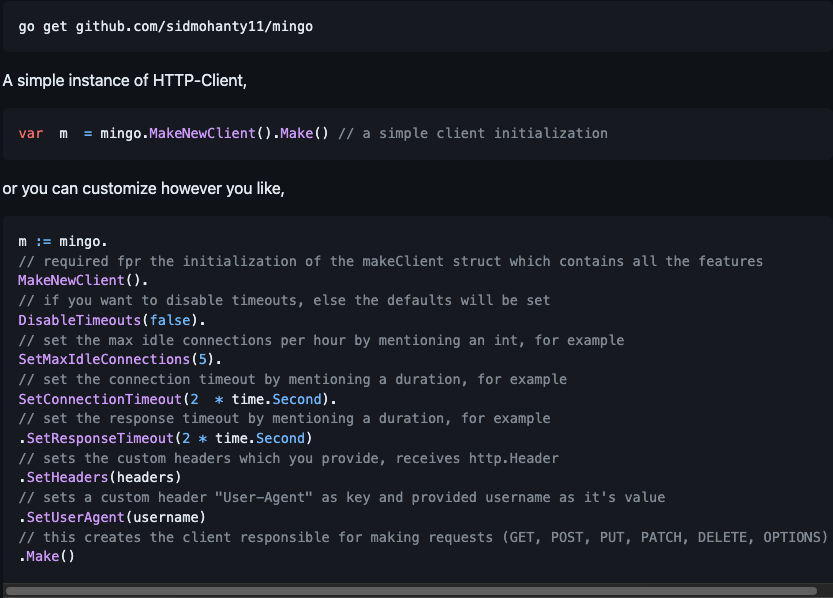 go get github.com/sidmohanty11/mingo
A simple instance of HTTP-Client,
var  m  = mingo.MakeNewClient().Make() // a simple client initialization
or you can customize however you like,
m := mingo.
// required fpr the initialization of the makeClient struct which contains all the features
MakeNewClient().
// if you want to disable timeouts, else the defaults will be set
DisableTimeouts(false).
// set the max idle connections per hour by mentioning an int, for example
SetMaxIdleConnections(5).
// set the connection timeout by mentioning a duration, for example
SetConnectionTimeout(2  * time.Second).
// set the response timeout by mentioning a duration, for example
.SetResponseTimeout(2 * time.Second)
// sets the custom headers which you provide, receives http.Header
.SetHeaders(headers)
// sets a custom header "User-Agent" as key and provided username as it's value
.SetUserAgent(username)
// this creates the client responsible for making requests (GET, POST, PUT, PATCH, DELETE, OPTIONS)
.Make()